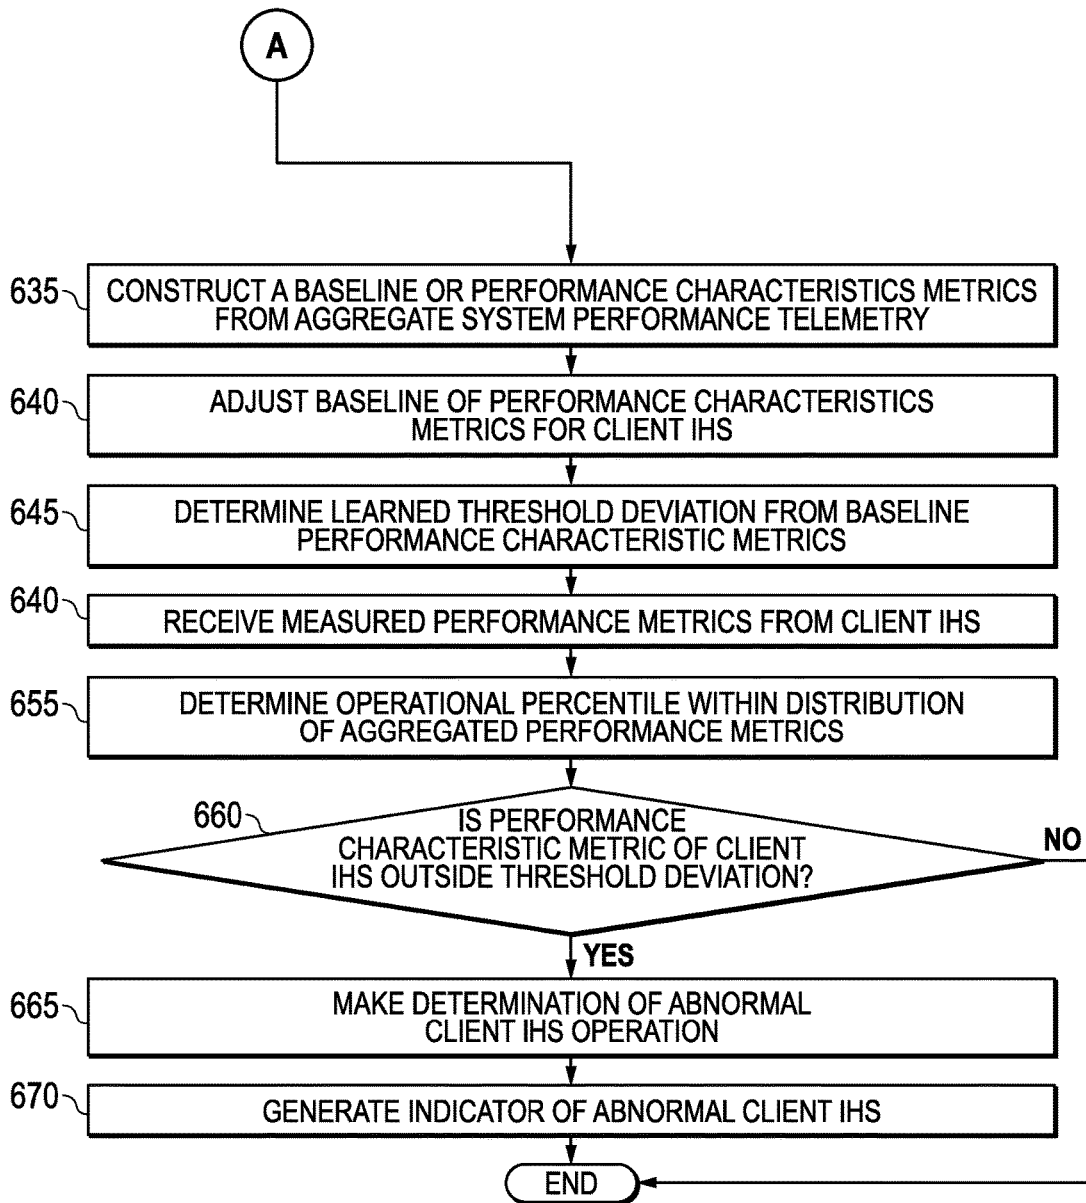 A
635
CONSTRUCT A BASELINE OR PERFORMANCE CHARACTERISTICS METRICS
FROM AGGREGATE SYSTEM PERFORMANCE TELEMETRY
640
ADJUST BASELINE OF PERFORMANCE CHARACTERISTICS
METRICS FOR CLIENT IHS
645
DETERMINE LEARNED THRESHOLD DEVIATION FROM BASELINE
PERFORMANCE CHARACTERISTIC METRICS
640
RECEIVE MEASURED PERFORMANCE METRICS FROM CLIENT IHS
655
DETERMINE OPERATIONAL PERCENTILE WITHIN DISTRIBUTION
OF AGGREGATED PERFORMANCE METRICS
660
IS PERFORMANCE
CHARACTERISTIC METRIC OF CLIENT
IHS OUTSIDE THRESHOLD DEVIATION?
NO
YES
665
MAKE DETERMINATION OF ABNORMAL
CLIENT IHS OPERATION
670
GENERATE INDICATOR OF ABNORMAL CLIENT IHS
END